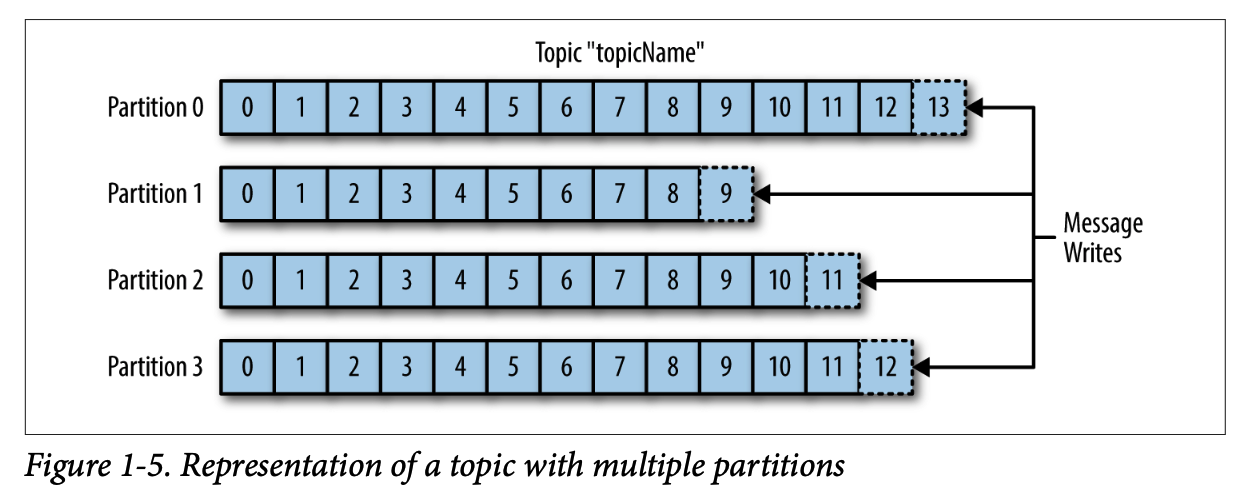 Topic "topicName"
Partition 0 0 1 2 3 4 5 6 7 8 9 10 11 12 13
Partition 1 0 1 2 3 4 5 6 7 8 9
Partition 2 0 1 2 3 4 5 6 7 8 9 10 11
Partition 3 0 1 2 3 4 5 6 7 8 9 10 11 12
Message
Writes
Figure 1-5. Representation of a topic with multiple partitions